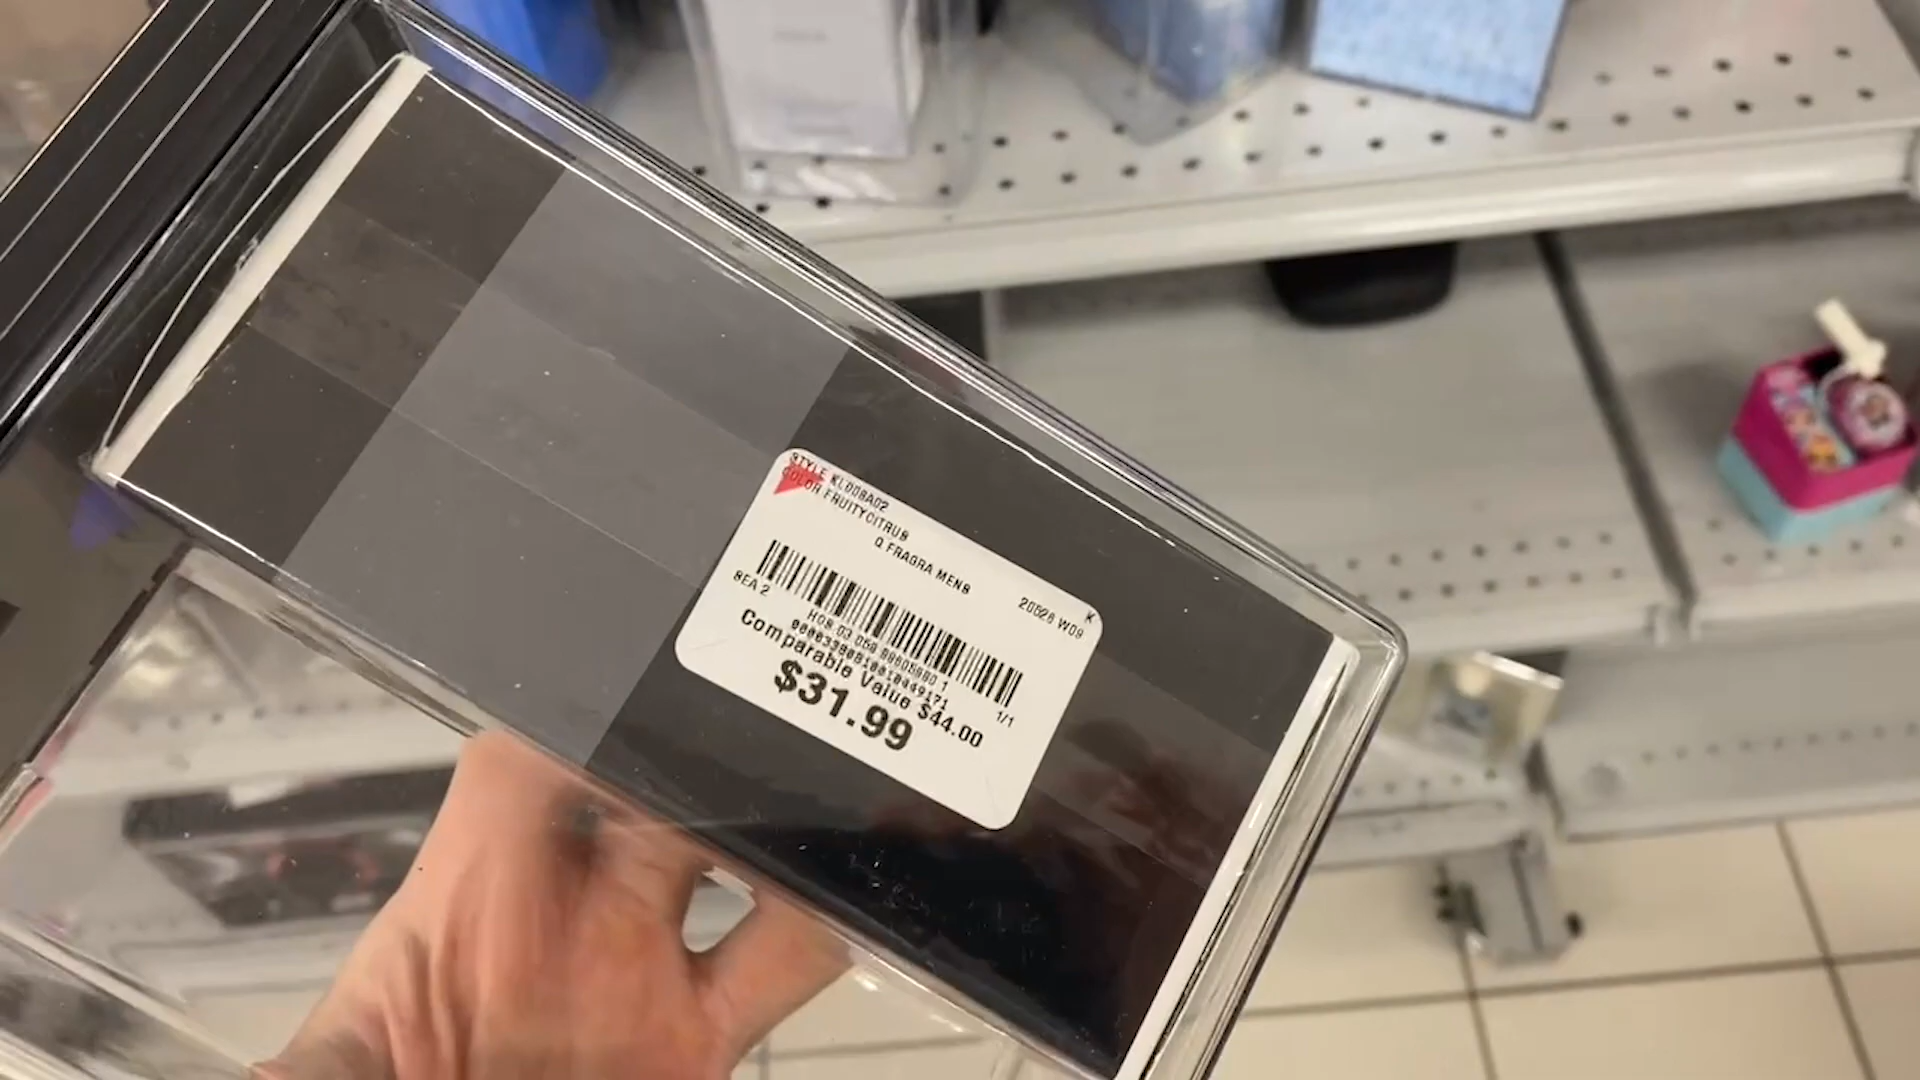 STYLE KL008A02
COLOR FRUITYCITRUS
Q FRAGRA MENS
20526 W09
K
SEA 2
1/1
Comparable Value $44.00
$31.99